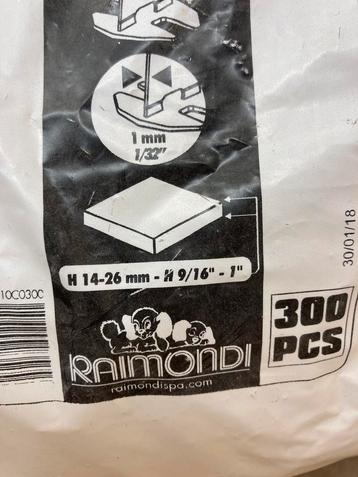 1 mm
1/32"
H 14-26 mm - H 9/16" - 1"
10C0300
300
PCS
RAIMONDI
raimondispa.com
30/01/18